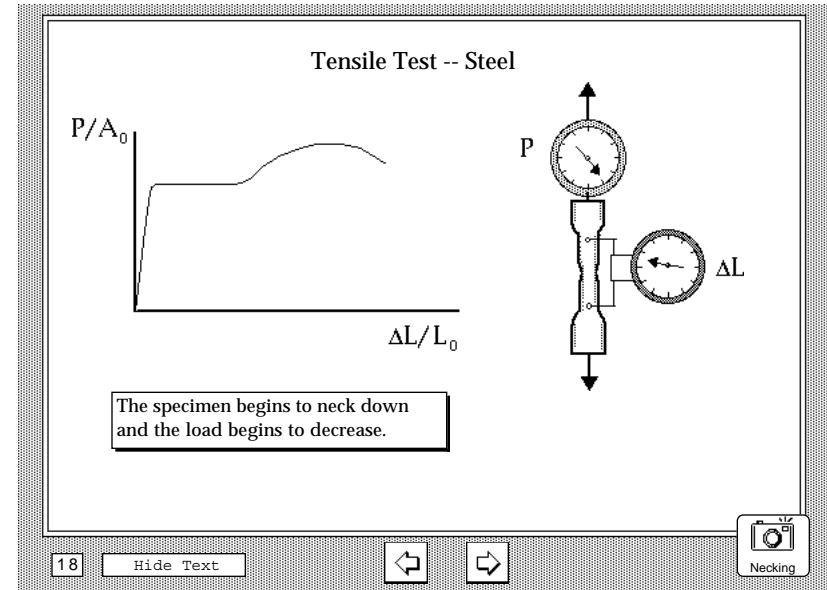 Tensile Test -- Steel
P/A₀
P
ΔL
ΔL/L₀
The specimen begins to neck down
and the load begins to decrease.
18
Hide Text
Necking